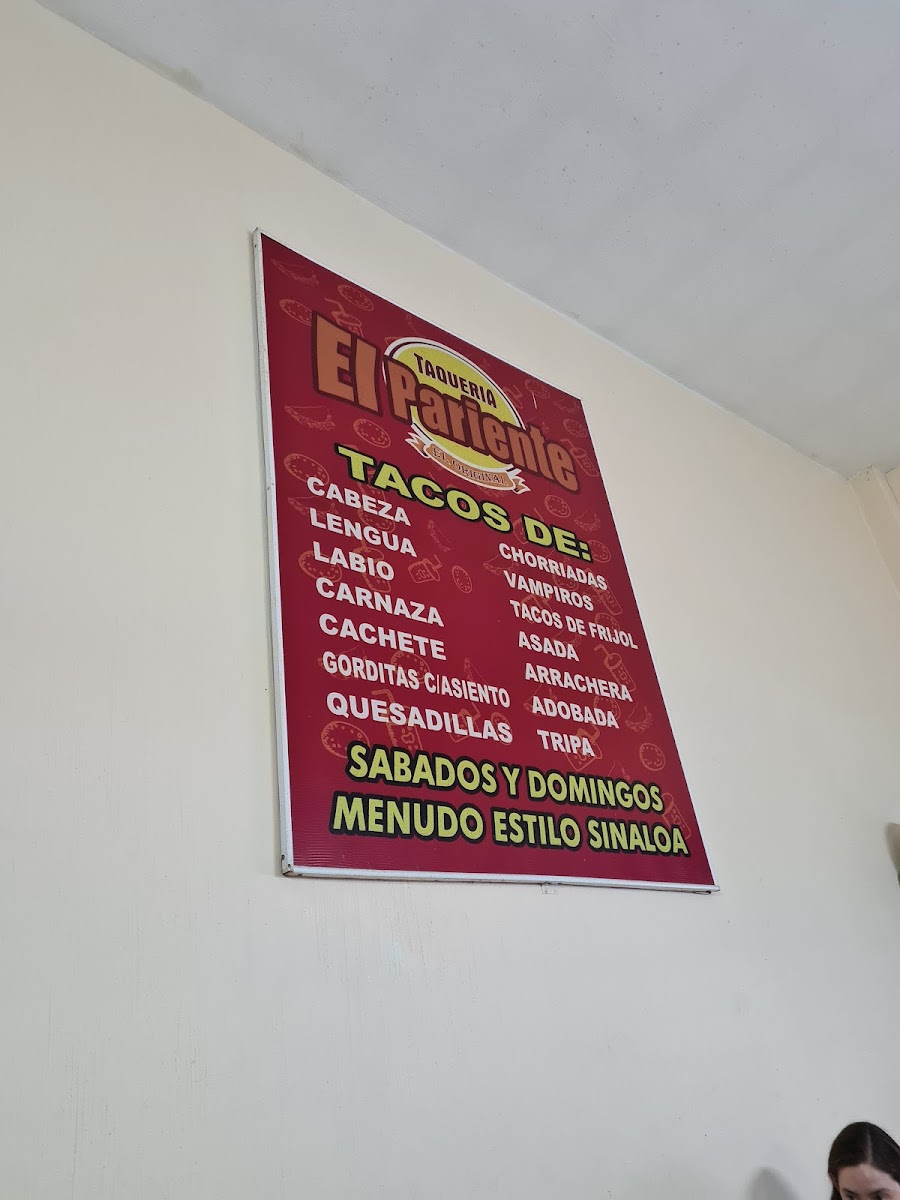 TAQUERIA
El Pariente
EL ORIGINAL
TACOS DE:
CABEZA
LENGUA
LABIO
CARNAZA
CACHETE
GORDITAS C/ASIENTO
QUESADILLAS
CHORRIADAS
VAMPIROS
TACOS DE FRIJOL
ASADA
ARRACHERA
ADOBADA
TRIPA
SABADOS Y DOMINGOS
MENUDO ESTILO SINALOA